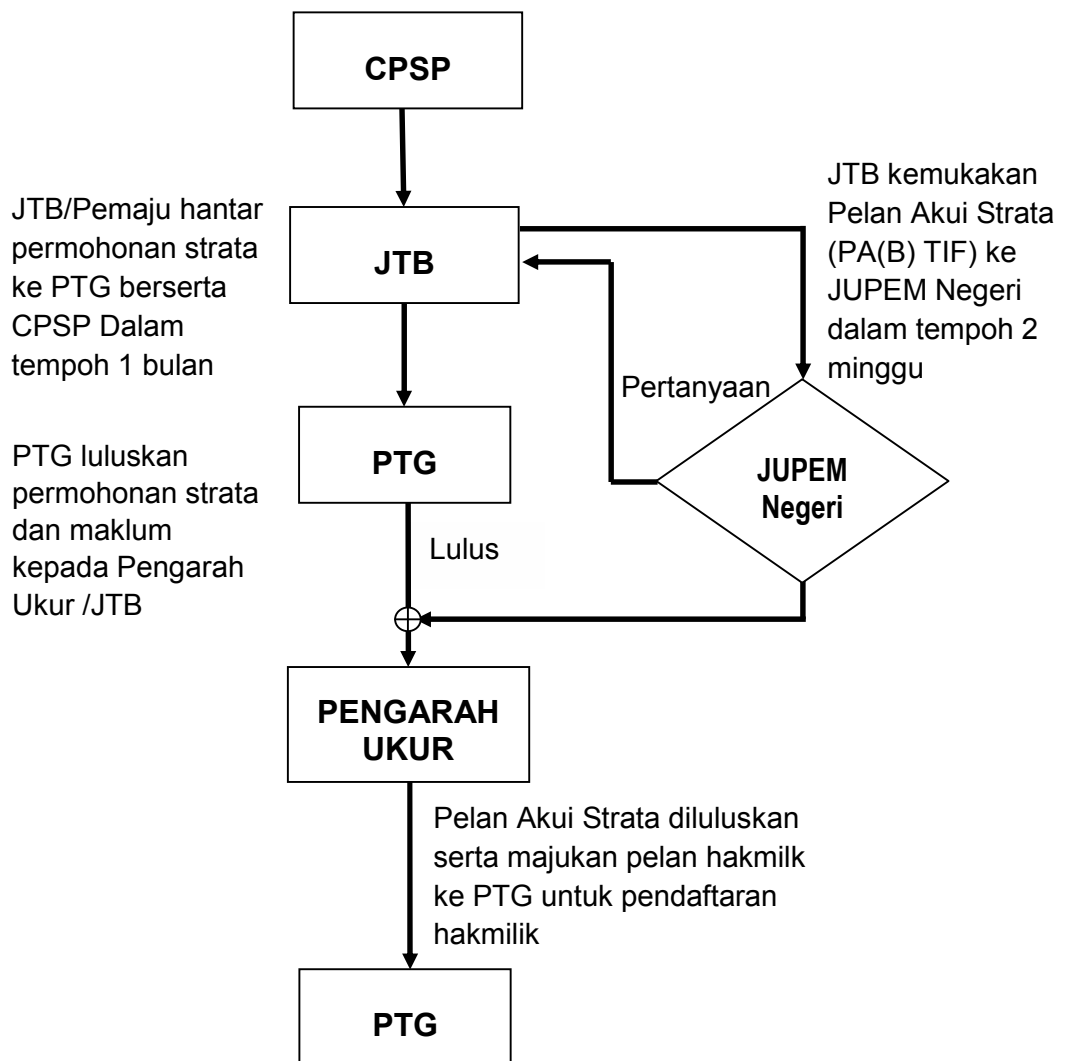 CPSP
JTB/Pemaju hantar
permohonan strata
ke PTG berserta
CPSP Dalam
tempoh 1 bulan
JTB
JTB kemukakan
Pelan Akui Strata
(PA(B) TIF) ke
JUPEM Negeri
dalam tempoh 2
minggu
Pertanyaan
PTG luluskan
permohonan strata
dan maklum
kepada Pengarah
Ukur /JTB
PTG
JUPEM
Negeri
Lulus
PENGARAH
UKUR
Pelan Akui Strata diluluskan
serta majukan pelan hakmilk
ke PTG untuk pendaftaran
hakmilik
PTG